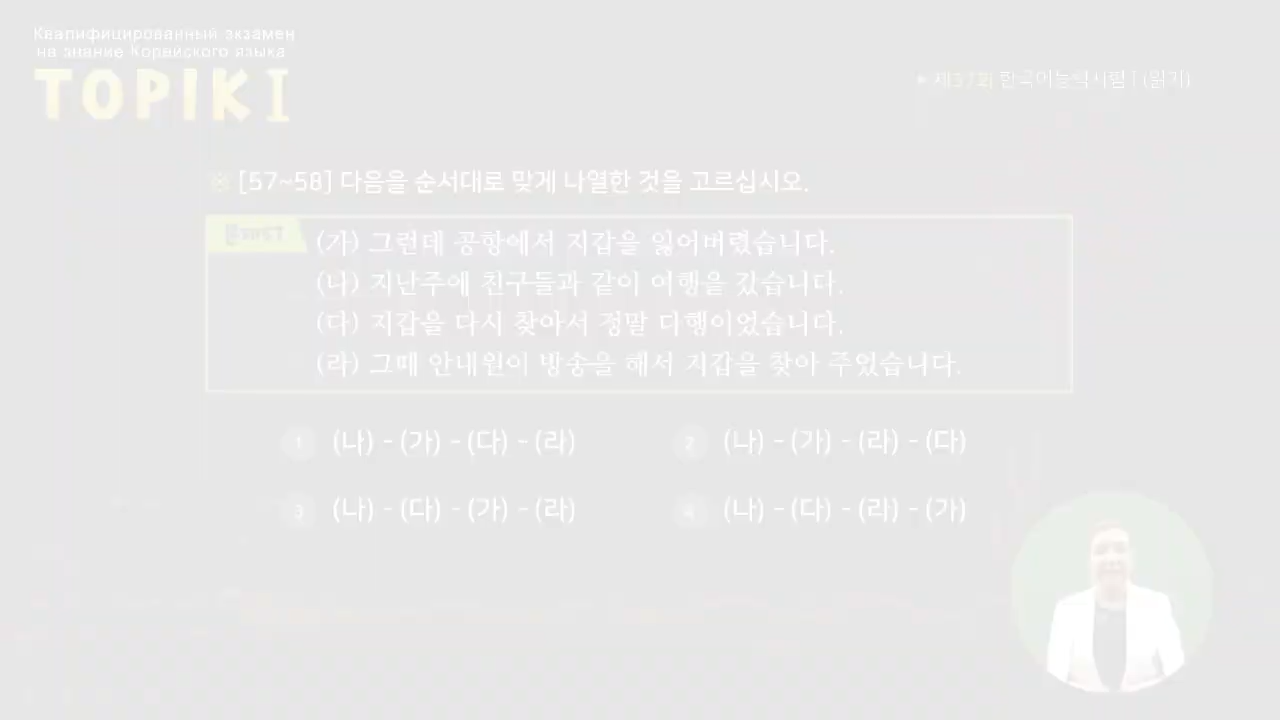 Квалифицированный экзамен
на знание Корейского языка
TOPIK I
제37회 한국어능력시험 I (읽기)
※ [57~58] 다음을 순서대로 맞게 나열한 것을 고르십시오.
(가) 그런데 공항에서 지갑을 잃어버렸습니다.
(나) 지난주에 친구들과 같이 여행을 갔습니다.
(다) 지갑을 다시 찾아서 정말 다행이었습니다.
(라) 그때 안내원이 방송을 해서 지갑을 찾아 주었습니다.
1 (나) - (가) - (다) - (라)
2 (나) - (가) - (라) - (다)
3 (나) - (다) - (가) - (라)
4 (나) - (다) - (라) - (가)